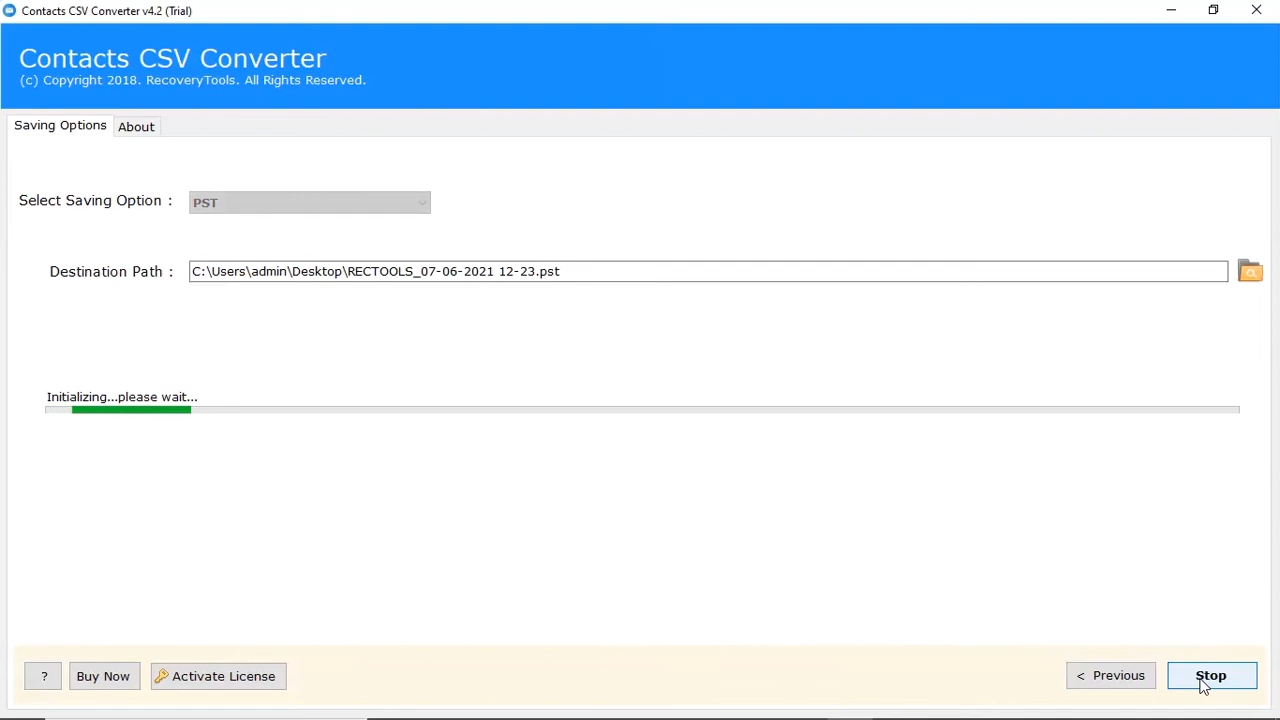 Contacts CSV Converter v4.2 (Trial)
Contacts CSV Converter
(c) Copyright 2018. RecoveryTools. All Rights Reserved.
Saving Options
About
Select Saving Option :
PST
Destination Path :
C:\Users\admin\Desktop\RECTOOLS_07-06-2021 12-23.pst
Initializing...please wait...
?
Buy Now
Activate License
< Previous
Stop